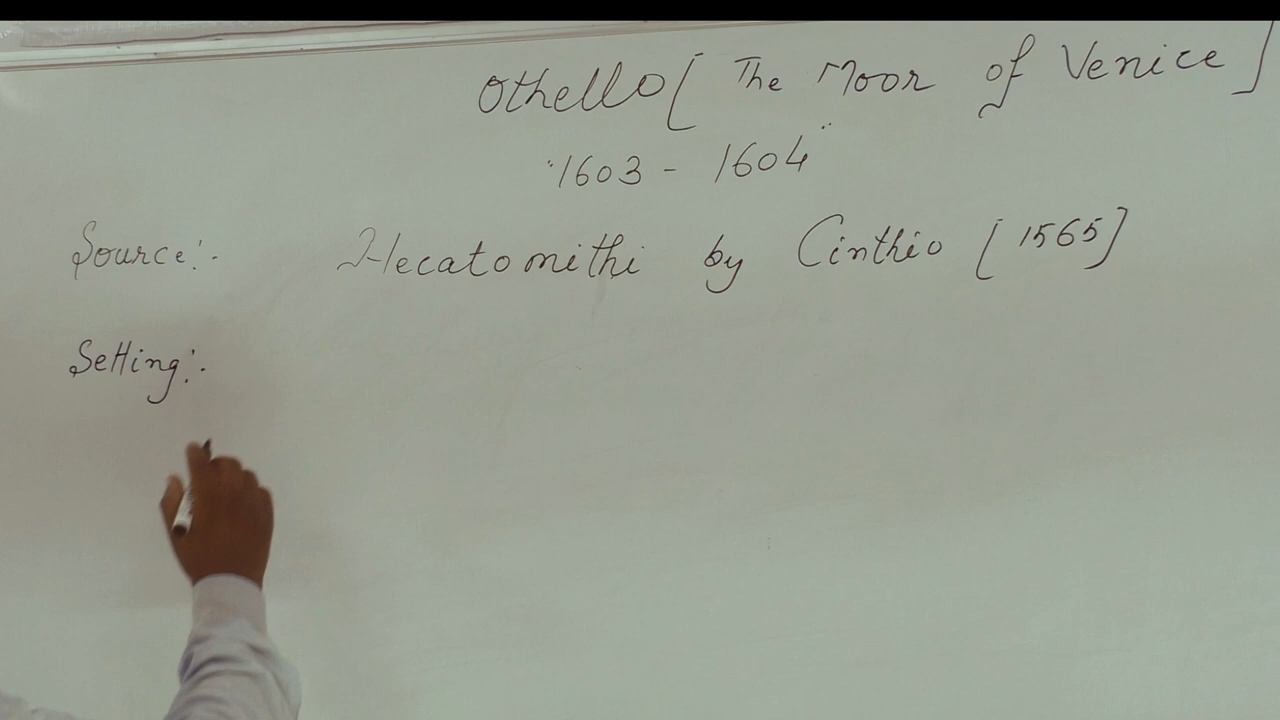 Othello [ The Moor of Venice ]
"1603 - 1604"
Source:- Hecatomithi by Cinthio [ 1565 ]
Setting:-